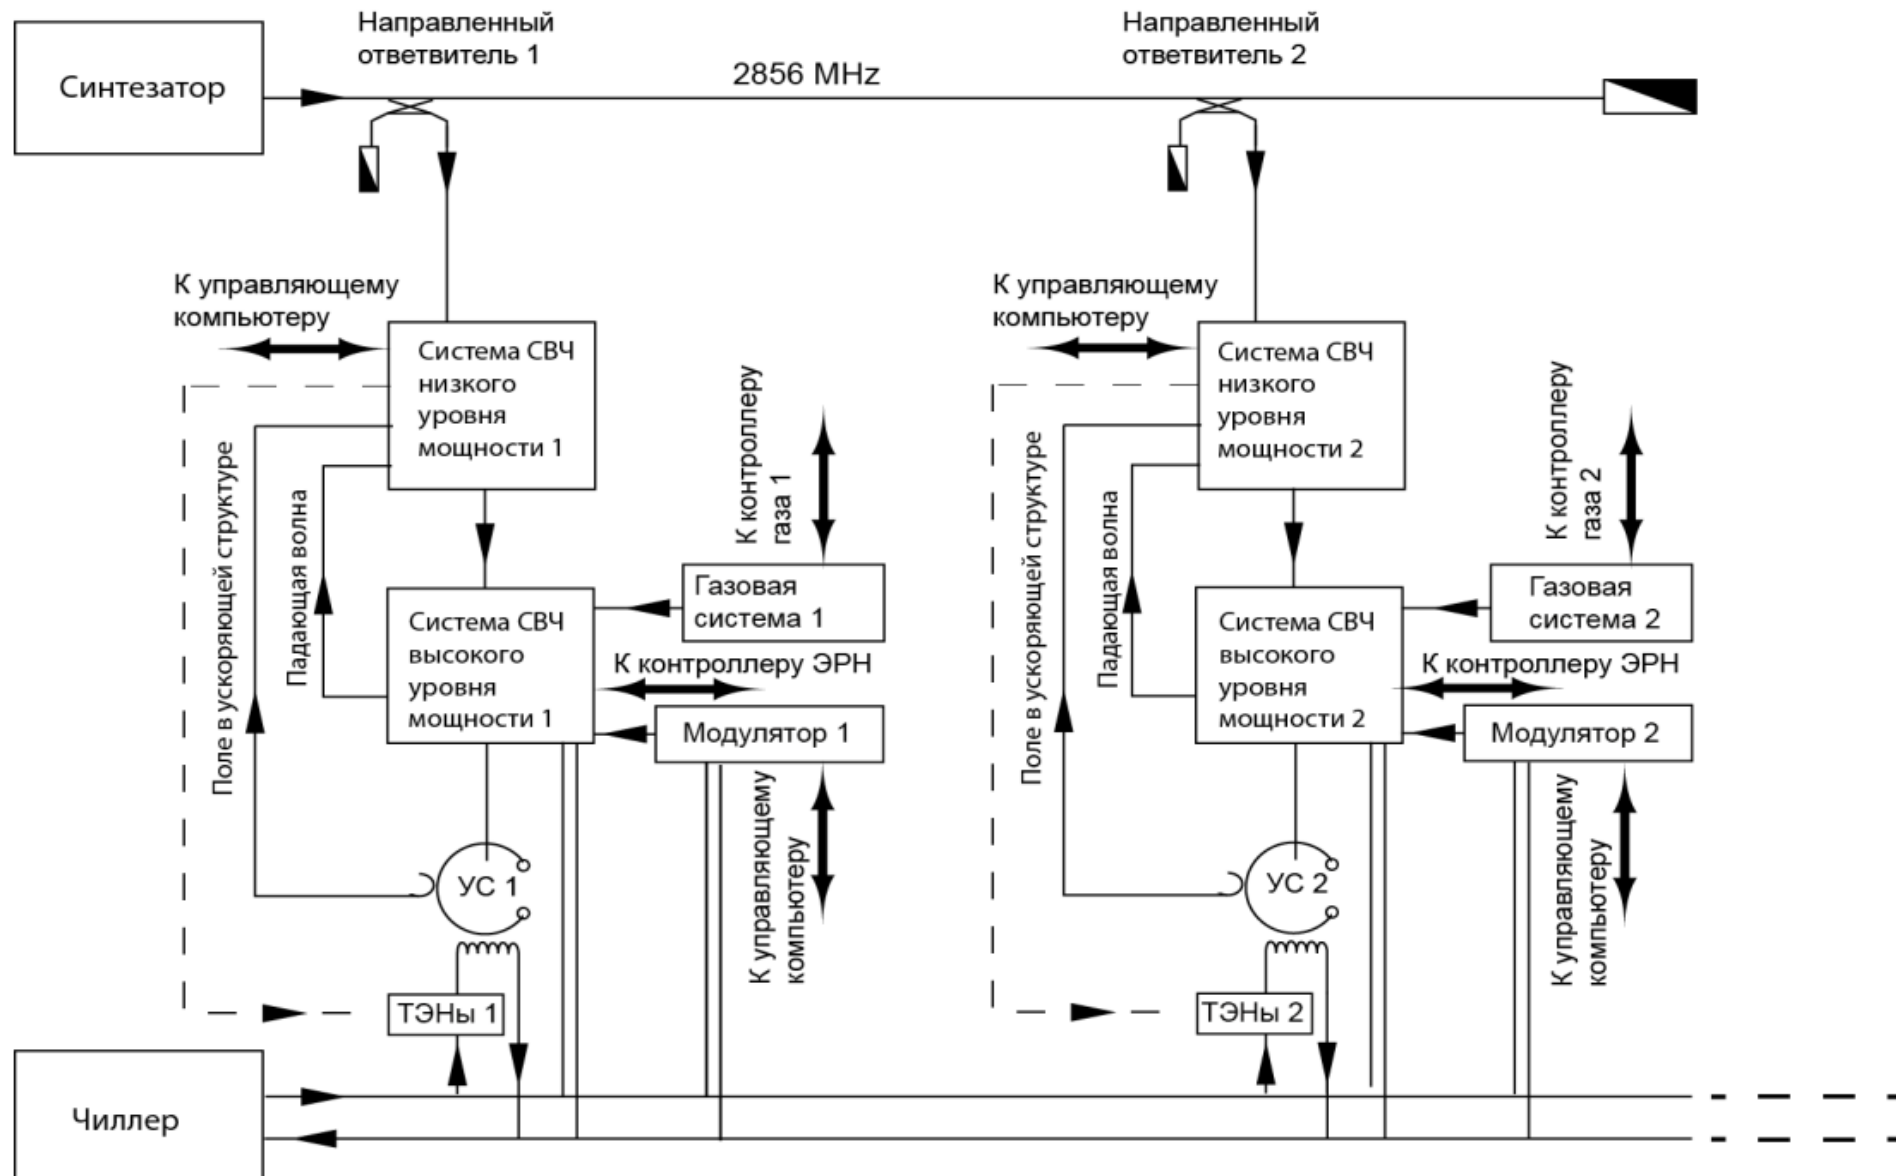 Синтезатор
Направленный
ответвитель 1
2856 MHz
Направленный
ответвитель 2
К управляющему
компьютеру
Система СВЧ
низкого
уровня
мощности 1
К контроллеру
газа 1
Поле в ускоряющей структуре
Падающая волна
Система СВЧ
высокого
уровня
мощности 1
Газовая
система 1
К контроллеру ЭРН
Модулятор 1
К управляющему
компьютеру
УС 1
ТЭНы 1
К управляющему
компьютеру
Система СВЧ
низкого
уровня
мощности 2
К контроллеру
газа 2
Поле в ускоряющей структуре
Падающая волна
Система СВЧ
высокого
уровня
мощности 2
Газовая
система 2
К контроллеру ЭРН
Модулятор 2
К управляющему
компьютеру
УС 2
ТЭНы 2
Чиллер